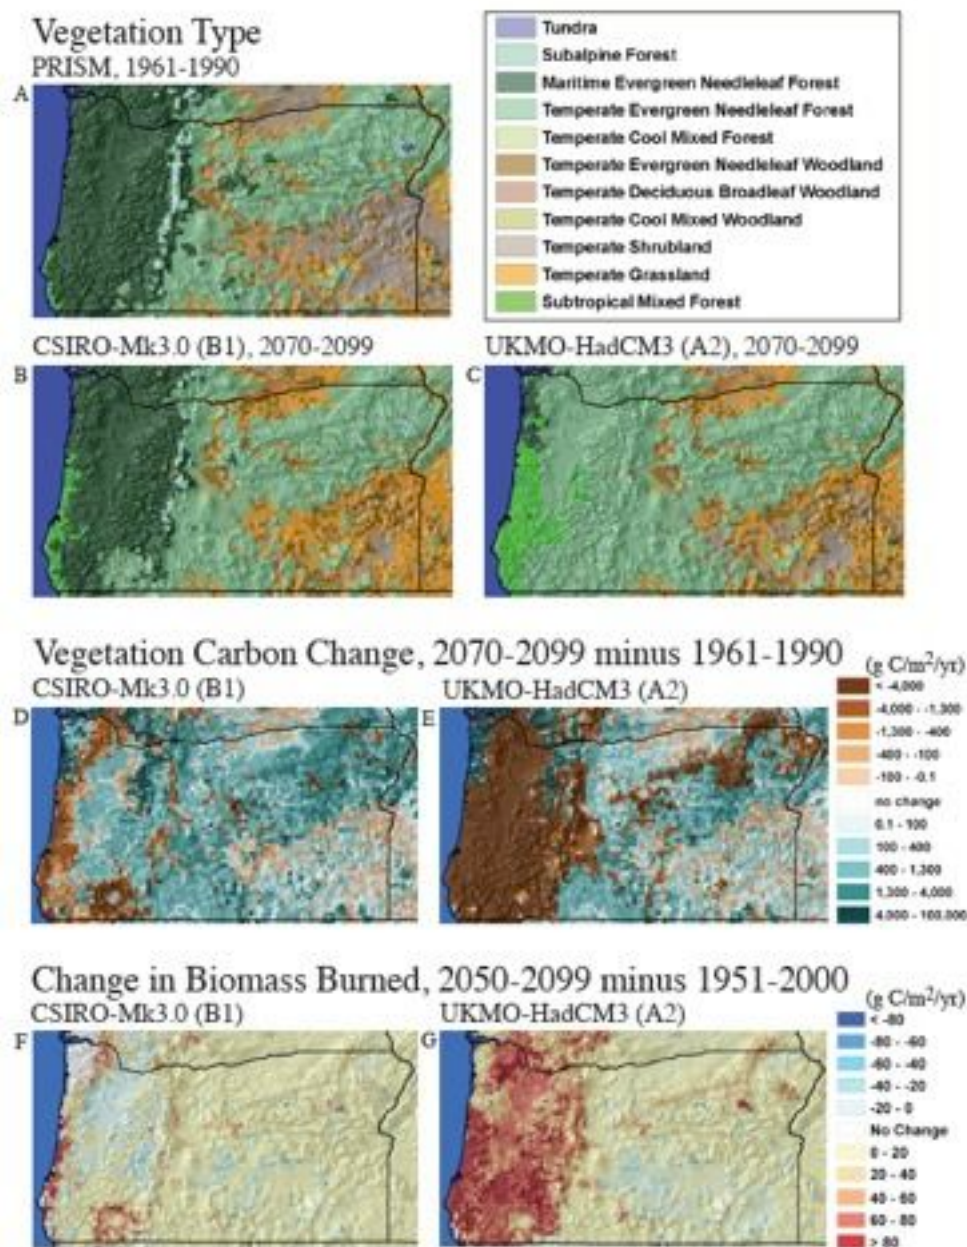 Vegetation Type
PRISM, 1961-1990
A
Tundra
Subalpine Forest
Maritime Evergreen Needleleaf Forest
Temperate Evergreen Needleleaf Forest
Temperate Cool Mixed Forest
Temperate Evergreen Needleleaf Woodland
Temperate Deciduous Broadleaf Woodland
Temperate Cool Mixed Woodland
Temperate Shrubland
Temperate Grassland
Subtropical Mixed Forest
CSIRO-Mk3.0 (B1), 2070-2099
B
UKMO-HadCM3 (A2), 2070-2099
C
Vegetation Carbon Change, 2070-2099 minus 1961-1990
(g C/m²/yr)
CSIRO-Mk3.0 (B1)
D
UKMO-HadCM3 (A2)
E
< -4,000
-4,000 - -1,300
-1,300 - -400
-400 - -100
-100 - -0.1
no change
0.1 - 100
100 - 400
400 - 1,300
1,300 - 4,000
4,000 - 100,000
Change in Biomass Burned, 2050-2099 minus 1951-2000
(g C/m²/yr)
CSIRO-Mk3.0 (B1)
F
UKMO-HadCM3 (A2)
G
< -80
-80 - -60
-60 - -40
-40 - -20
-20 - 0
No Change
0 - 20
20 - 40
40 - 60
60 - 80
> 80